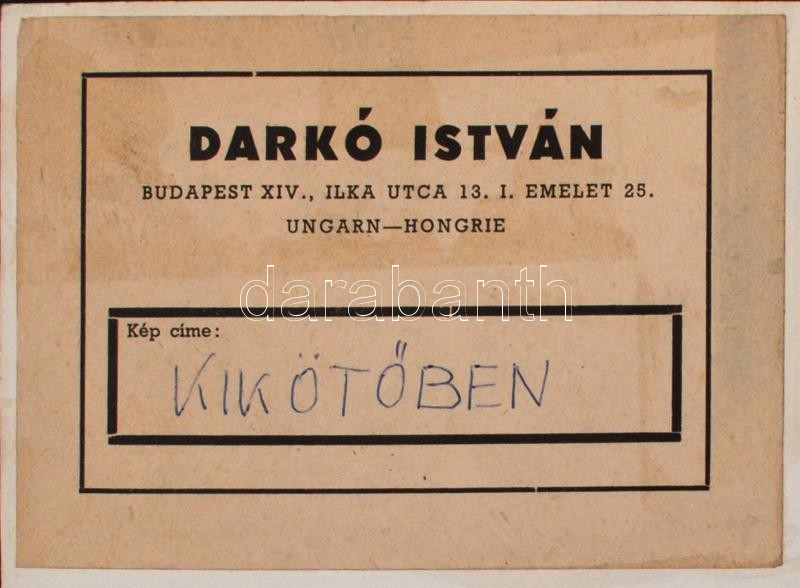 DARKÓ ISTVÁN
BUDAPEST XIV., ILKA UTCA 13. I. EMELET 25.
UNGARN—HONGRIE
darabanth
Kép címe:
KIKÖTŐBEN